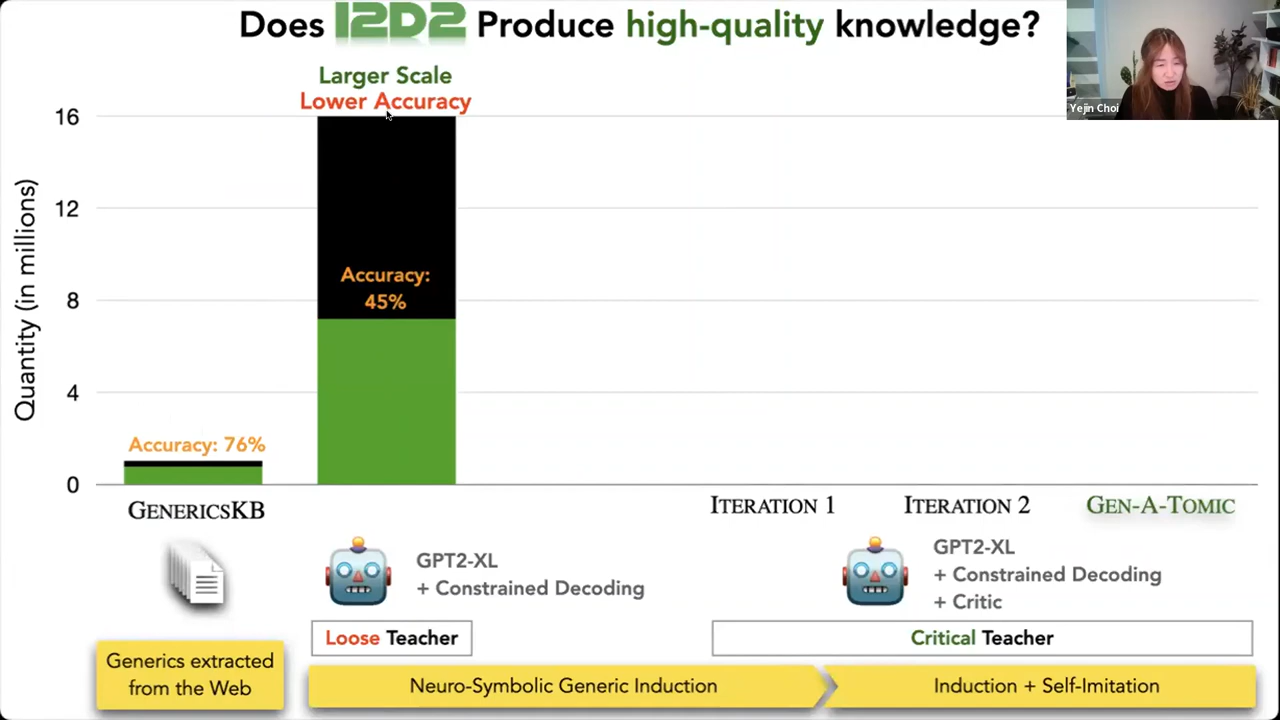 Does I2D2 Produce high-quality knowledge?
Yejin Choi
Larger Scale
Lower Accuracy
Quantity (in millions)
16
12
8
4
0
Accuracy: 76%
Accuracy:
45%
GENERICSKB
ITERATION 1
ITERATION 2
GEN-A-TOMIC
GPT2-XL
+ Constrained Decoding
GPT2-XL
+ Constrained Decoding
+ Critic
Loose Teacher
Critical Teacher
Generics extracted
from the Web
Neuro-Symbolic Generic Induction
Induction + Self-Imitation